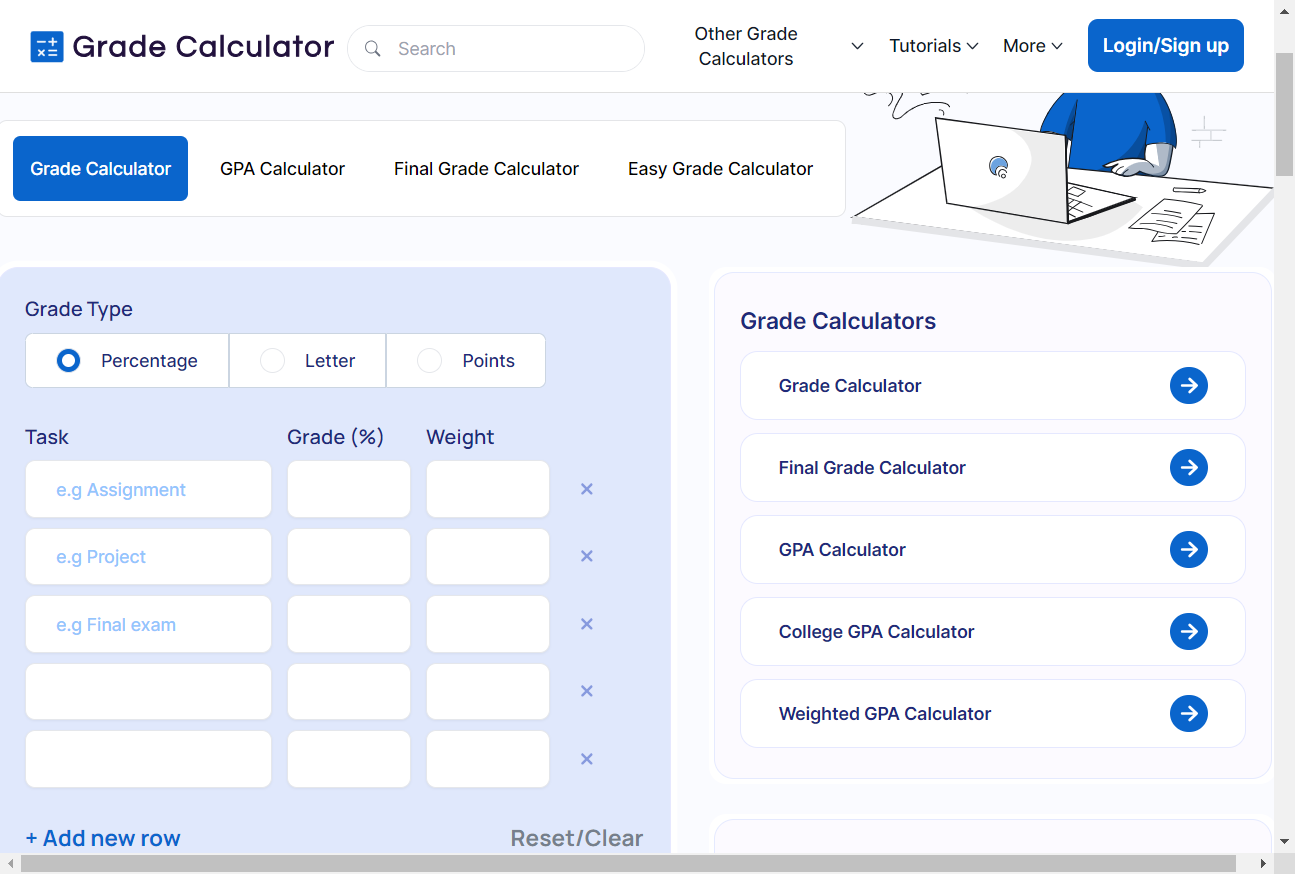 Grade Calculator
Search
Other Grade
Calculators
Tutorials
More
Login/Sign up
Grade Calculator
GPA Calculator
Final Grade Calculator
Easy Grade Calculator
Grade Type
Percentage
Letter
Points
Task
Grade (%)
Weight
e.g Assignment
e.g Project
e.g Final exam
+ Add new row
Reset/Clear
Grade Calculators
Grade Calculator
Final Grade Calculator
GPA Calculator
College GPA Calculator
Weighted GPA Calculator